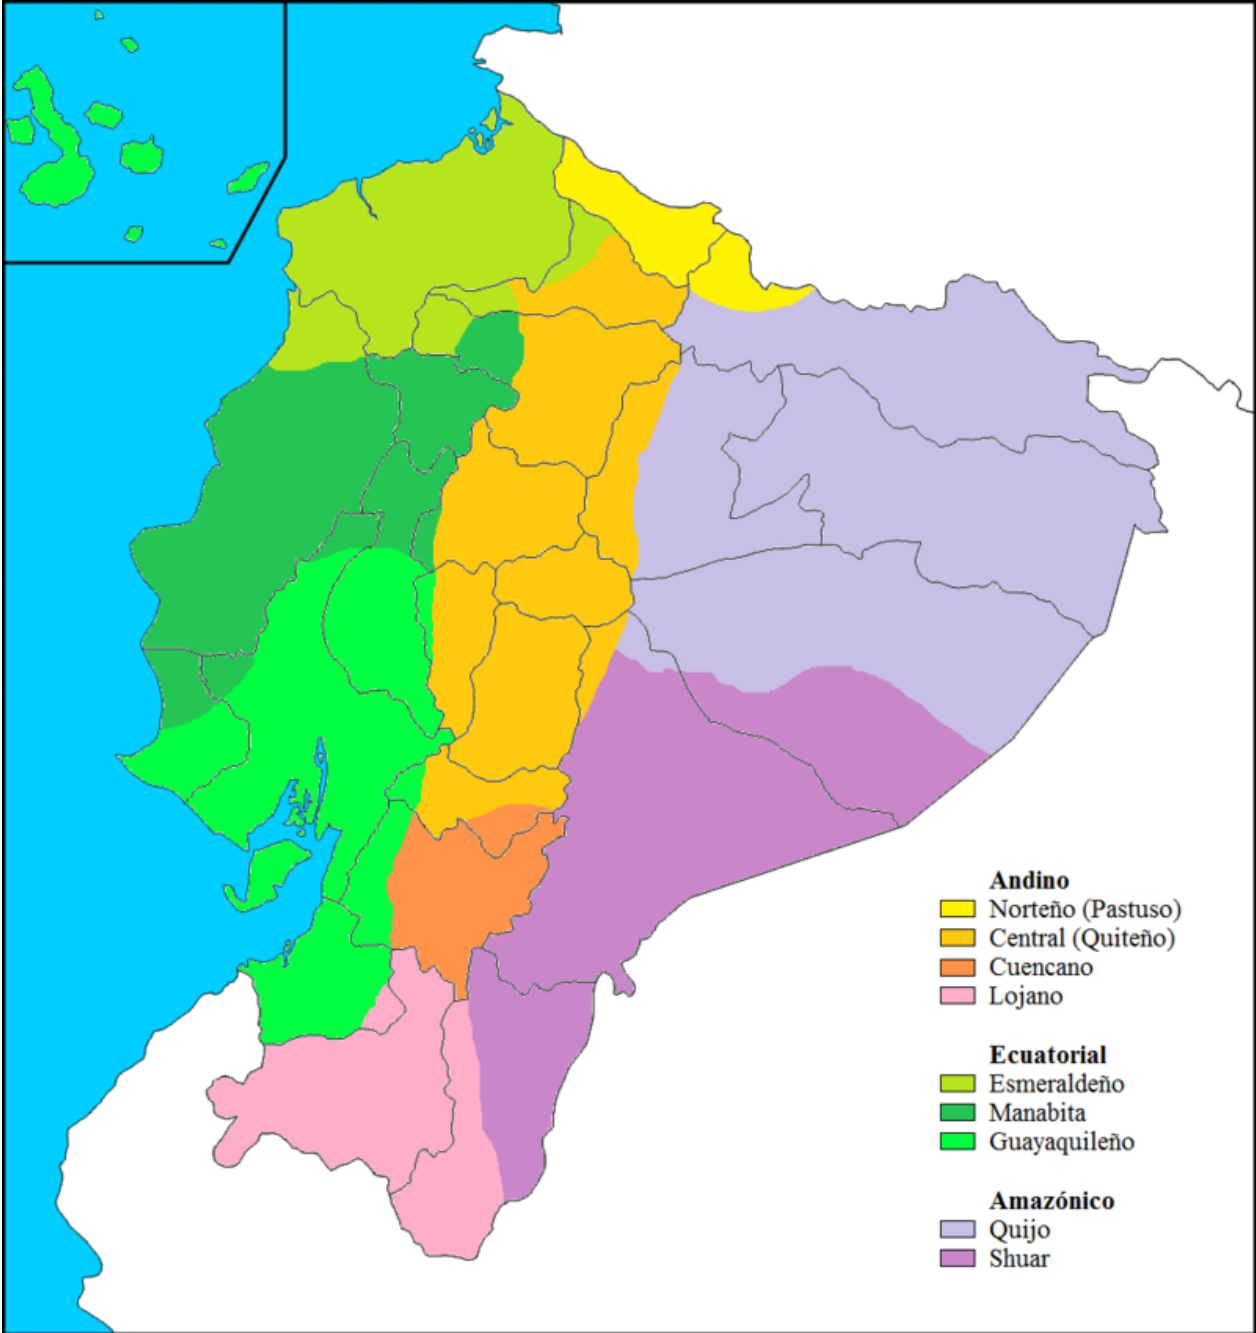 Andino
Norteño (Pastuso)
Central (Quiteño)
Cuencano
Lojano
Ecuatorial
Esmeraldeño
Manabita
Guayaquileño
Amazónico
Quijo
Shuar